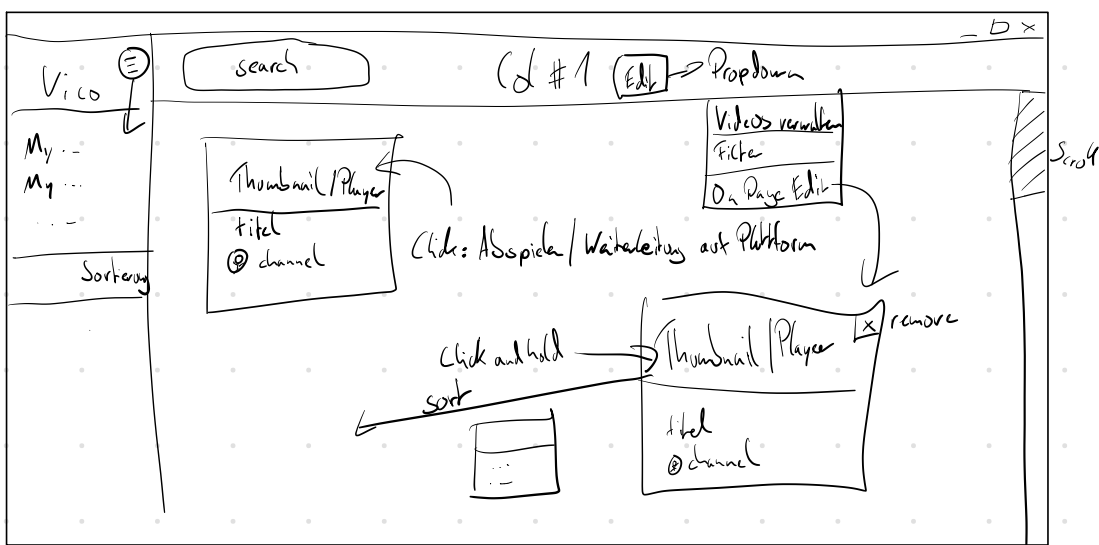 Vico
search
Col #1
Edit
Dropdown
My ...
My ...
...
Sortierung
Thumbnail/Player
titel
channel
Click: Abspielen/Weiterleitung auf Plattform
Videos verwalten
Filter
On Page Edit
Scroll
x remove
Click and hold
sort
Thumbnail/Player
titel
channel